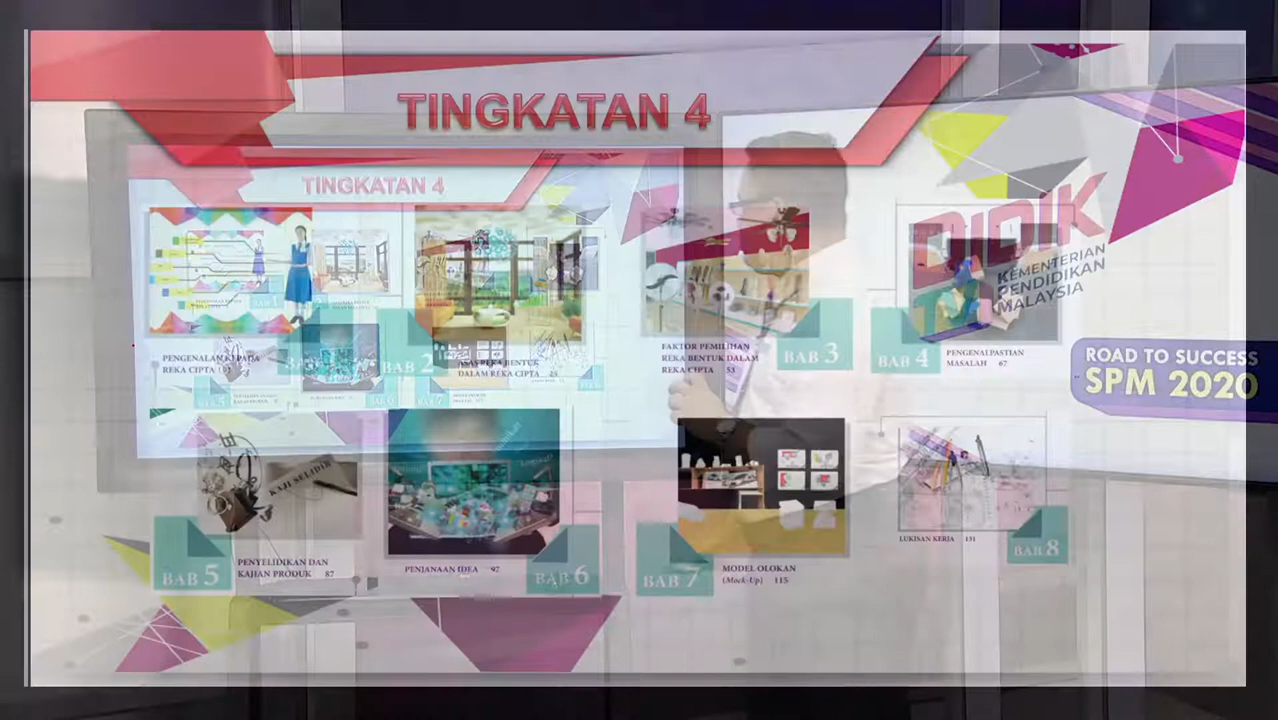 TINGKATAN 4
TINGKATAN 4
DIDIK
KEMENTERIAN
PENDIDIKAN
MALAYSIA
ROAD TO SUCCESS
SPM 2020
PENGENALAN KEPADA
REKA CIPTA
BAB 2
ASAS REKA BENTUK
DALAM REKA CIPTA
FAKTOR PEMILIHAN
REKA BENTUK DALAM
REKA CIPTA 53
BAB 3
BAB 4
PENGENALPASTIAN
MASALAH 67
KAJI SELIDIK
BAB 5
PENYELIDIKAN DAN
KAJIAN PRODUK 87
PENJANAAN IDEA 97
BAB 6
BAB 7
MODEL OLOKAN
(Mock-Up) 115
LUKISAN KERJA 131
BAB 8